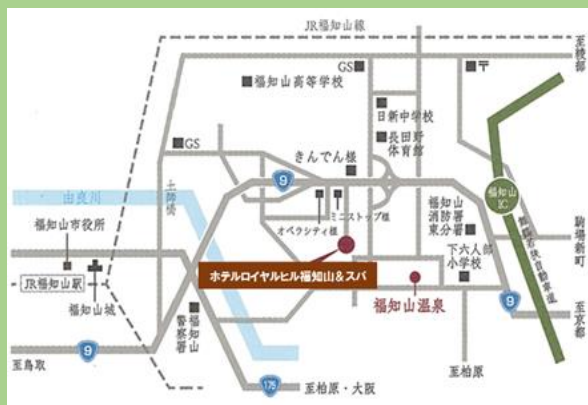 JR福知山線
至綾部
GS
〒
福知山高等学校
日新中学校
GS
長田野
体育館
きんでん様
9
福知山
IC
由良川
土師橋
ミニストップ様
オペラシティ様
福知山
消防署
東分署
舞鶴若狭自動車道
駒場新町
福知山市役所
下六人部
小学校
ホテルロイヤルヒル福知山&スパ
JR福知山駅
福知山温泉
福知山城
9
福知山
警察署
至京都
9
至鳥取
至柏原
175
至柏原・大阪